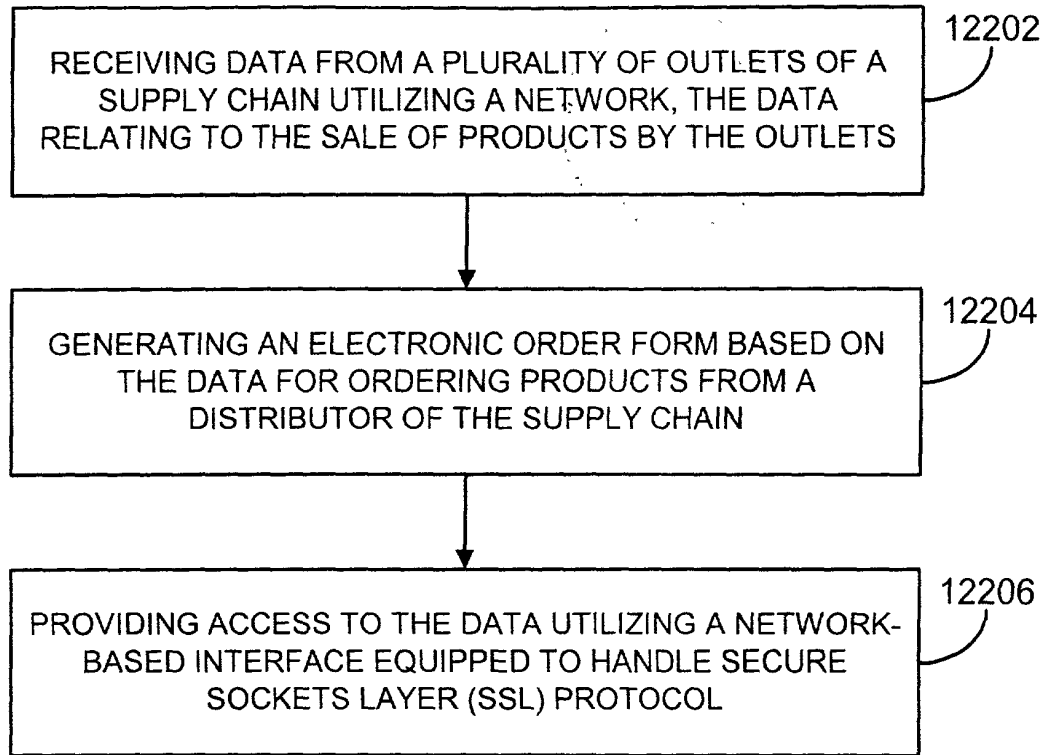 12202
RECEIVING DATA FROM A PLURALITY OF OUTLETS OF A
SUPPLY CHAIN UTILIZING A NETWORK, THE DATA
RELATING TO THE SALE OF PRODUCTS BY THE OUTLETS
12204
GENERATING AN ELECTRONIC ORDER FORM BASED ON
THE DATA FOR ORDERING PRODUCTS FROM A
DISTRIBUTOR OF THE SUPPLY CHAIN
12206
PROVIDING ACCESS TO THE DATA UTILIZING A NETWORK-
BASED INTERFACE EQUIPPED TO HANDLE SECURE
SOCKETS LAYER (SSL) PROTOCOL